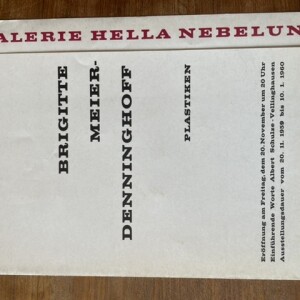 ALERIE HELLA NEBELUN
BRIGITTE
MEIER-
DENNINGHOFF
PLASTIKEN
Eröffnung am Freitag, dem 20. November um 20 Uhr
Einführende Worte Albert Schulze-Vellinghausen
Ausstellungsdauer vom 20. 11. 1959 bis 10. 1. 1960